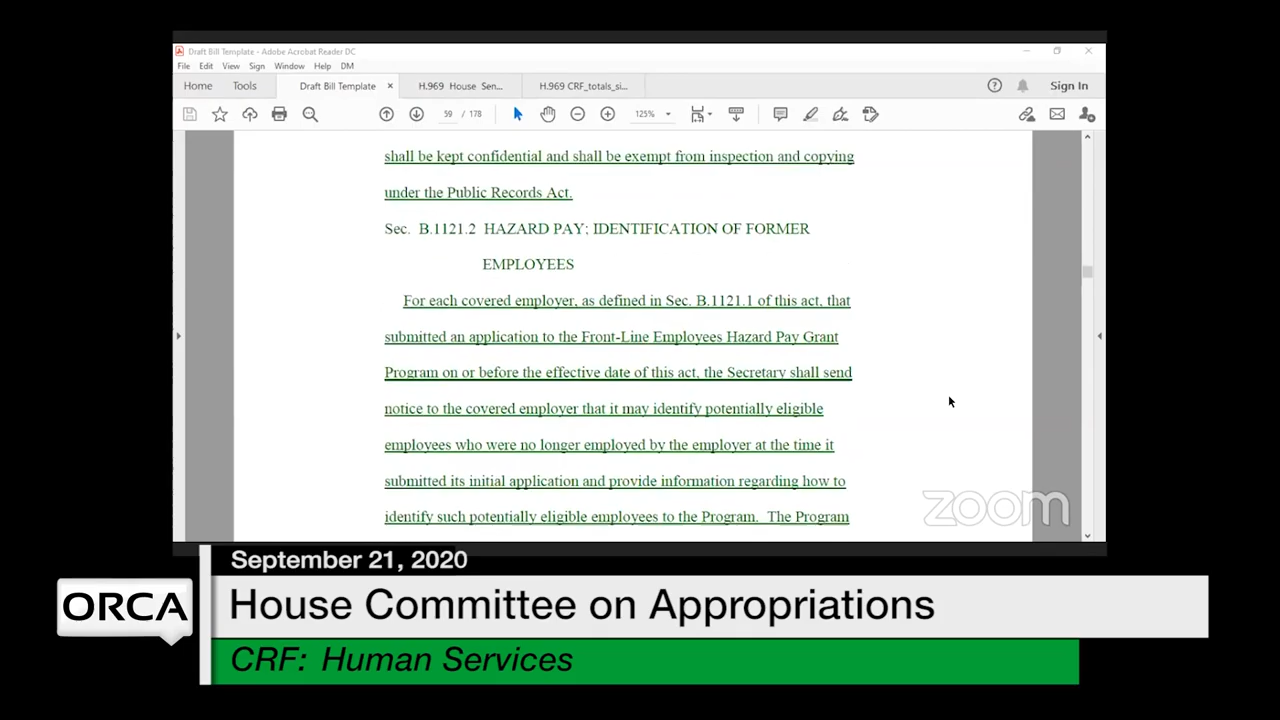 Draft Bill Template - Adobe Acrobat Reader DC
File Edit View Sign Window Help DM
Home Tools Draft Bill Template × H.969 House Sen... H.969 CRF_totals_si... Sign In
59 / 178 125%
shall be kept confidential and shall be exempt from inspection and copying
under the Public Records Act.
Sec. B.1121.2 HAZARD PAY; IDENTIFICATION OF FORMER
EMPLOYEES
For each covered employer, as defined in Sec. B.1121.1 of this act, that
submitted an application to the Front-Line Employees Hazard Pay Grant
Program on or before the effective date of this act, the Secretary shall send
notice to the covered employer that it may identify potentially eligible
employees who were no longer employed by the employer at the time it
submitted its initial application and provide information regarding how to
identify such potentially eligible employees to the Program. The Program
zoom
September 21, 2020
ORCA
House Committee on Appropriations
CRF: Human Services